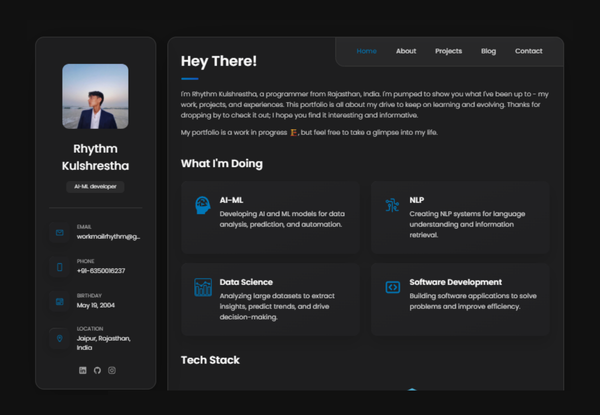 Home About Projects Blog Contact
Hey There!
I'm Rhythm Kulshrestha, a programmer from Rajasthan, India. I'm pumped to show you what I've been up to - my
work, projects, and experiences. This portfolio is all about my drive to keep on learning and evolving. Thanks for
dropping by to check it out; I hope you find it interesting and informative.
My portfolio is a work in progress 🏗, but feel free to take a glimpse into my life.
Rhythm
Kulshrestha
AI-ML developer
EMAIL
workmailrhythm@g...
PHONE
+91-6350016237
BIRTHDAY
May 19, 2004
LOCATION
Jaipur, Rajasthan,
India
What I'm Doing
AI-ML
Developing AI and ML models for data
analysis, prediction, and automation.
NLP
Creating NLP systems for language
understanding and information
retrieval.
Data Science
Analyzing large datasets to extract
insights, predict trends, and drive
decision-making.
Software Development
Building software applications to solve
problems and improve efficiency.
Tech Stack